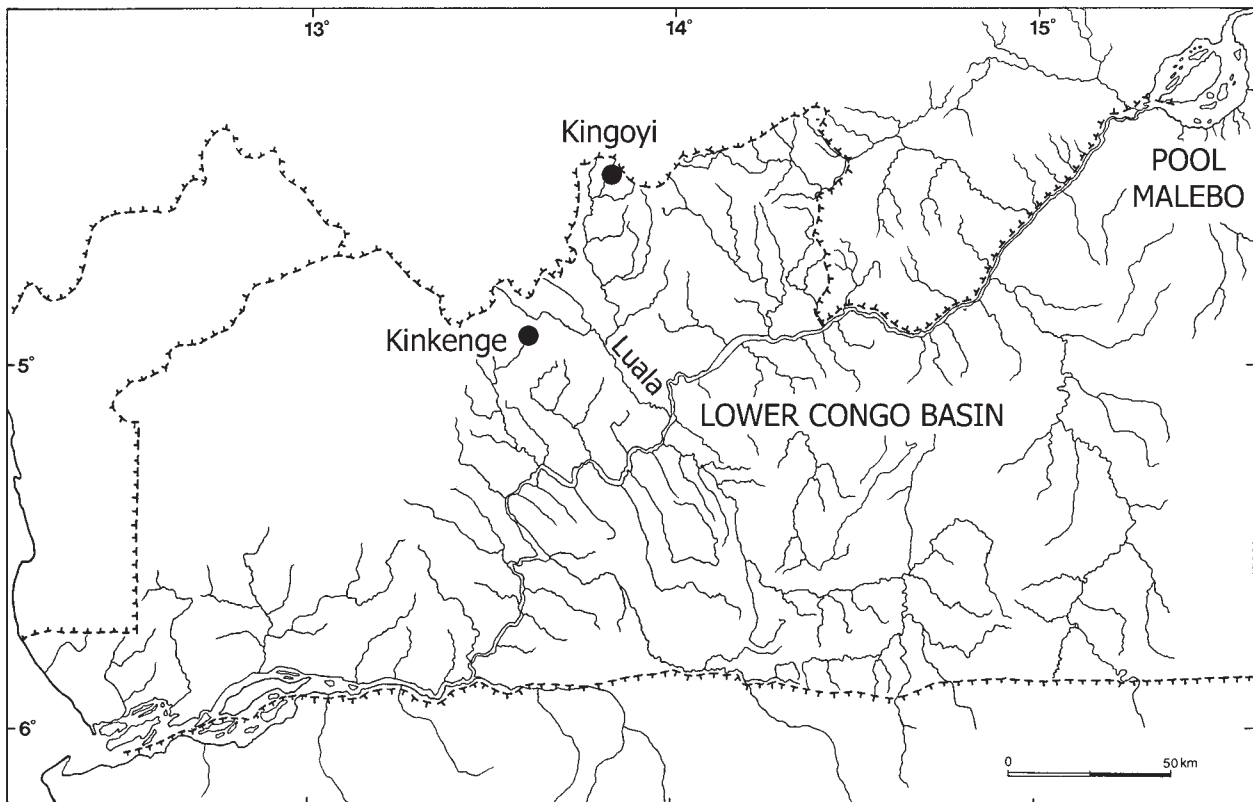 13°
14°
15°
Kingoyi
POOL
MALEBO
Kinkenge
Luala
5°
LOWER CONGO BASIN
6°
0
50 km